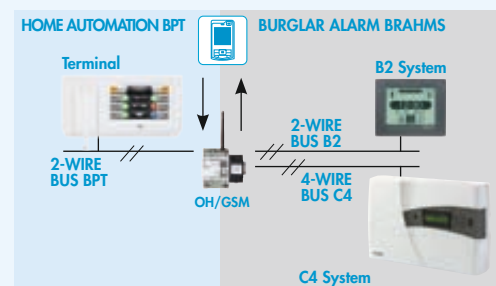 HOME AUTOMATION BPT
BURGLAR ALARM BRAHMS
Terminal
B2 System
2-WIRE
BUS B2
2-WIRE
BUS BPT
4-WIRE
BUS C4
OH/GSM
C4 System